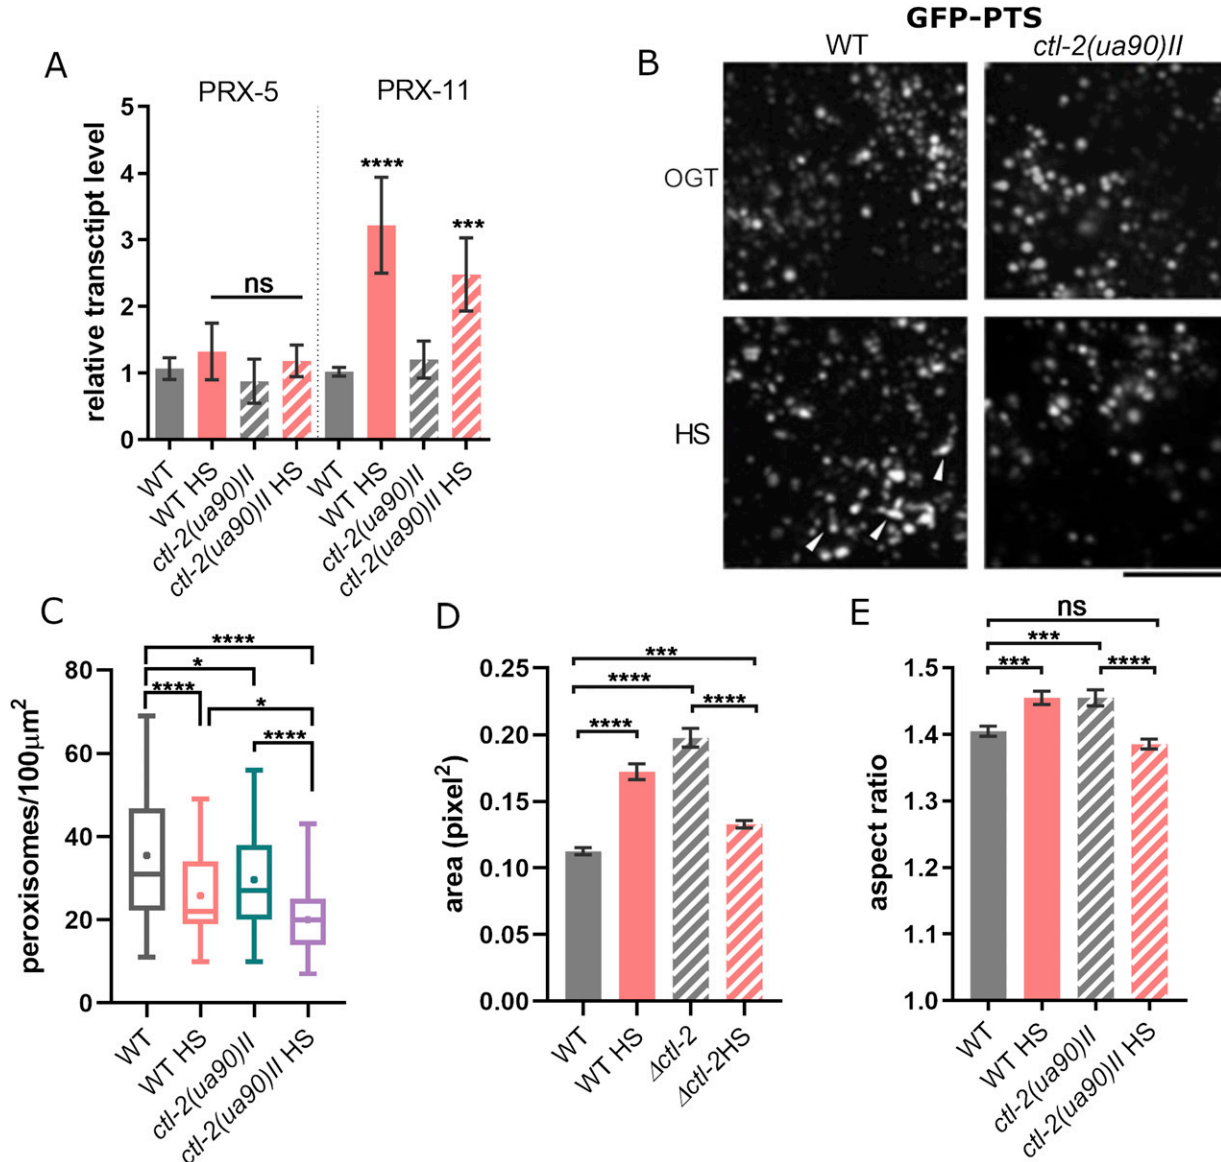 GFP-PTS
A
PRX-5
PRX-11
relative transctipt level
5
4
3
2
1
0
ns
****
***
WT
WT HS
ctl-2(ua90)II
ctl-2(ua90)II HS
WT
WT HS
ctl-2(ua90)II
ctl-2(ua90)II HS
B
WT
ctl-2(ua90)II
OGT
HS
C
peroxisomes/100μm²
80
60
40
20
0
****
*
****
*
****
WT
WT HS
ctl-2(ua90)II
ctl-2(ua90)II HS
D
area (pixel²)
0.25
0.20
0.15
0.10
0.05
0.00
***
****
****
****
WT
WT HS
Δctl-2
Δctl-2HS
E
aspect ratio
1.5
1.4
1.3
1.2
1.1
1.0
ns
***
***
****
WT
WT HS
ctl-2(ua90)II
ctl-2(ua90)II HS